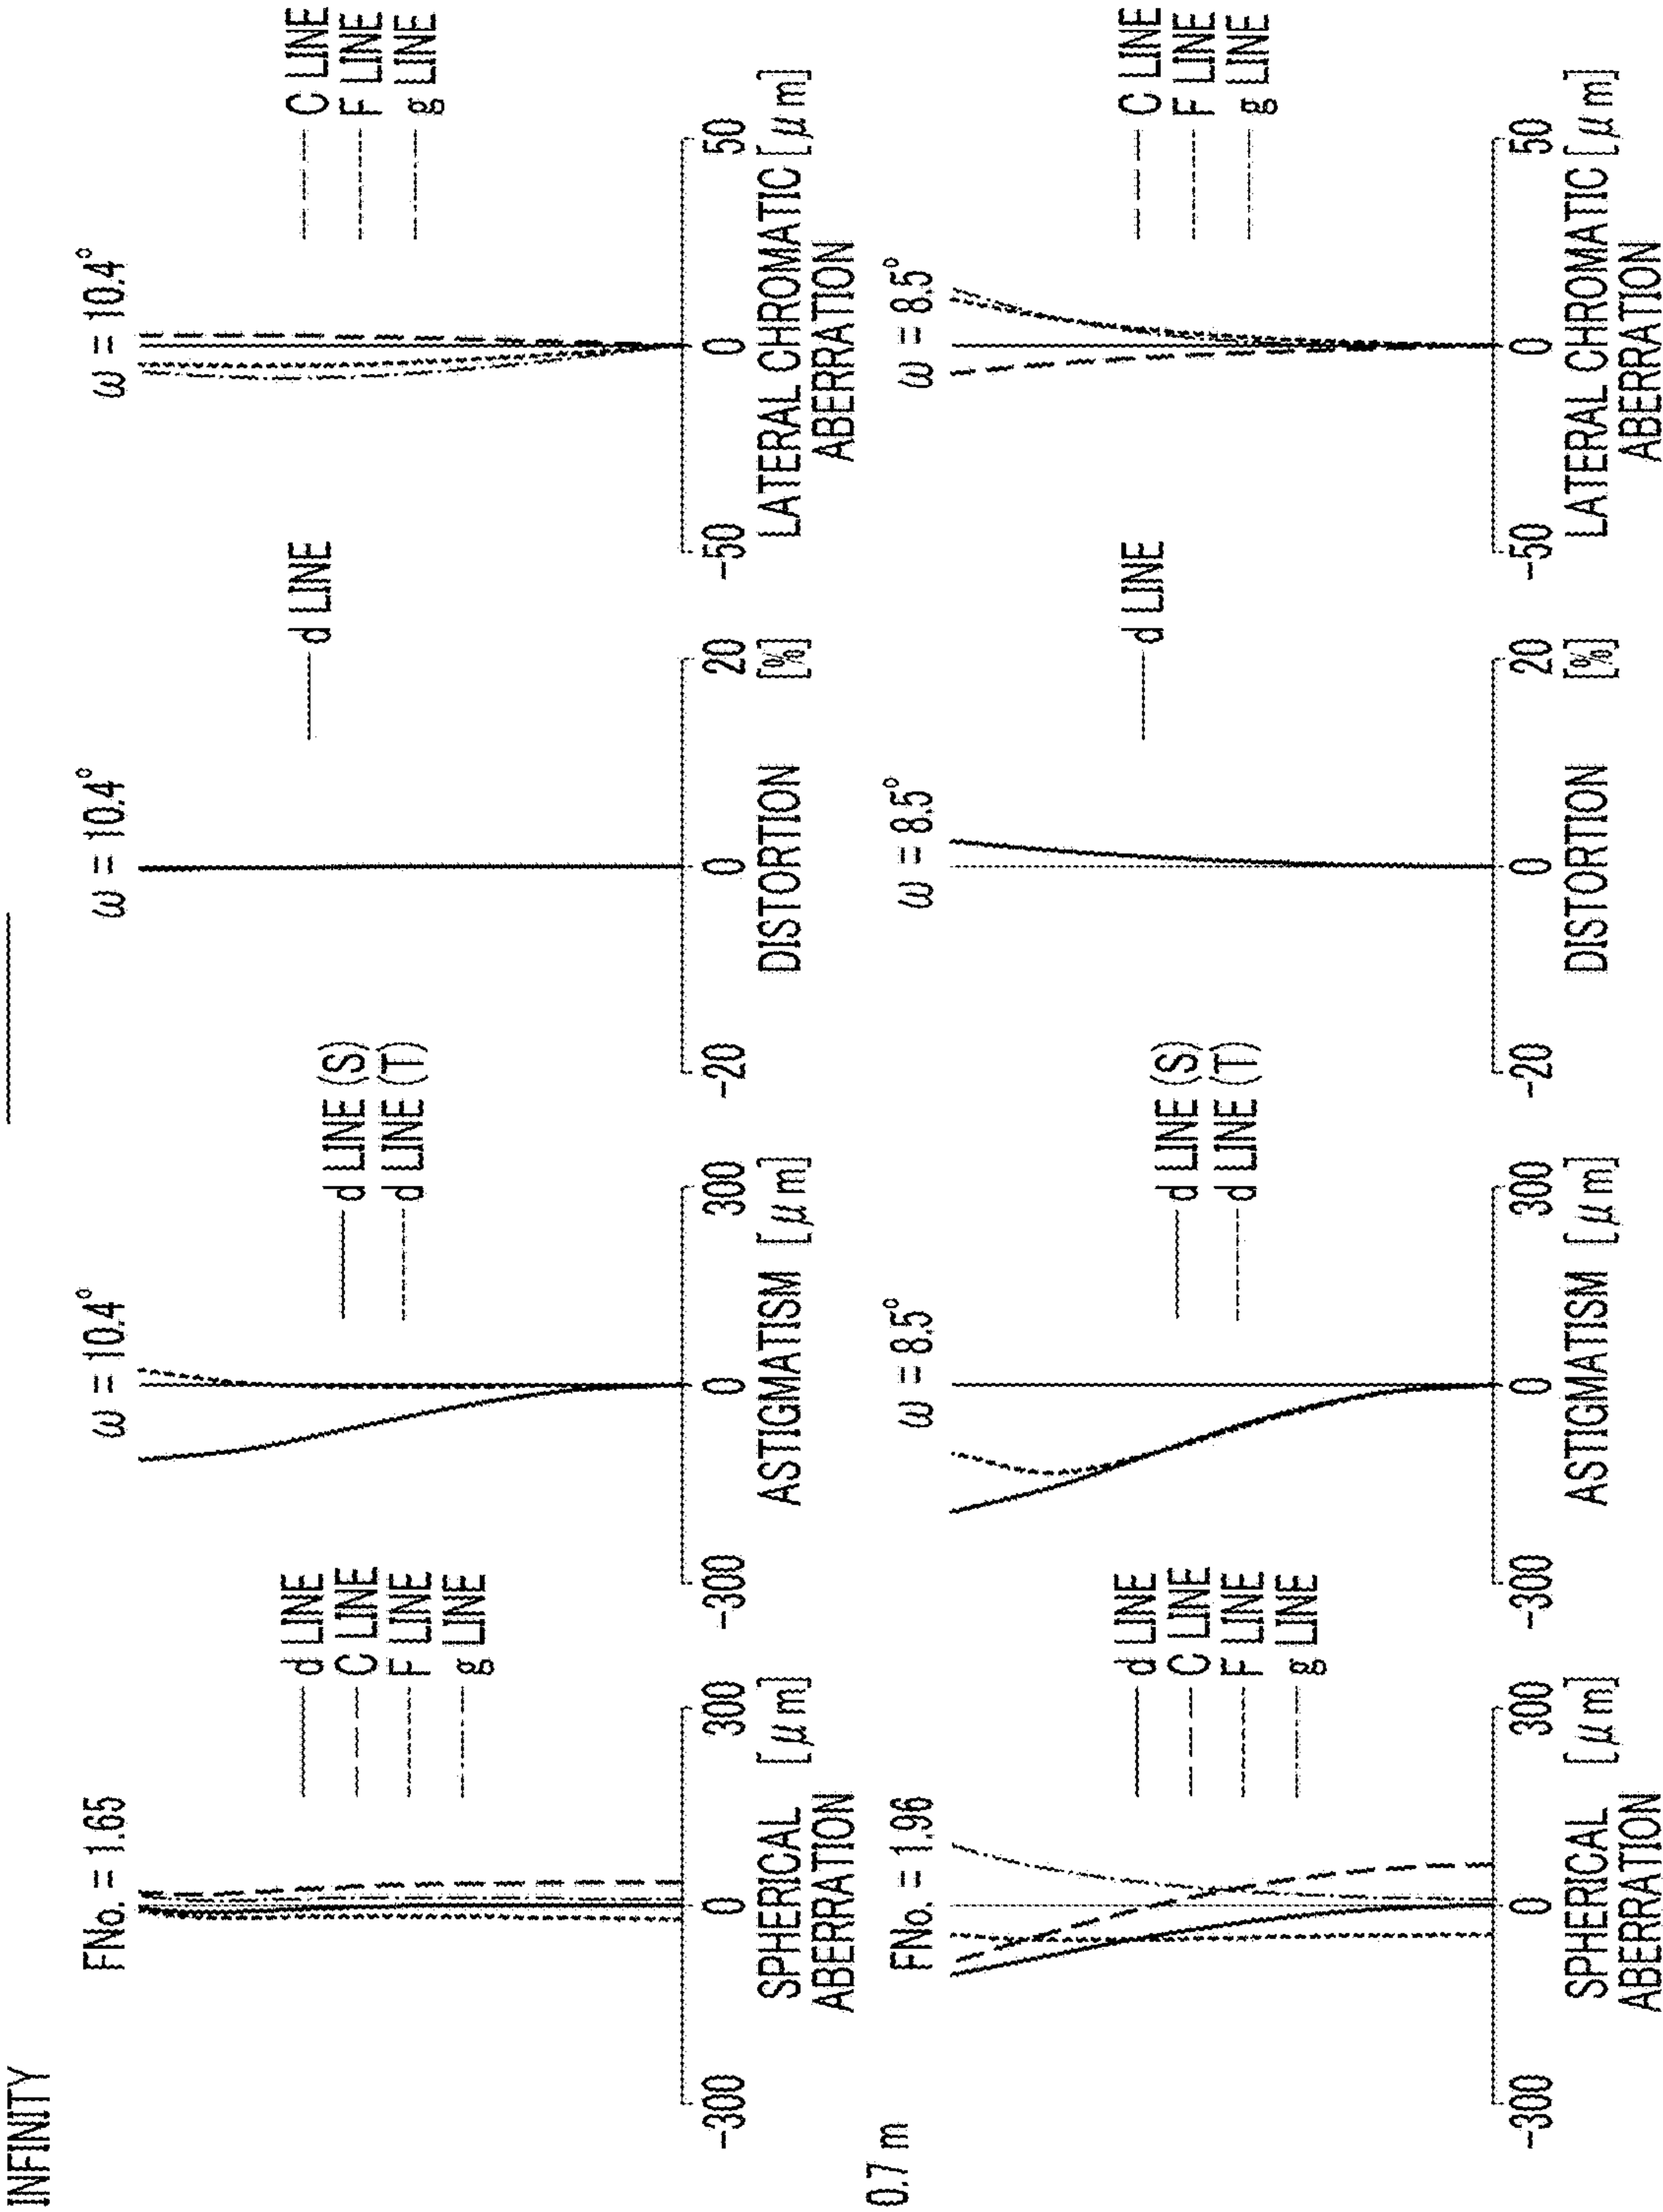 INFINITY
FNo. = 1.65
d LINE
C LINE
F LINE
g LINE
-300
0
300
SPHERICAL [μm]
ABERRATION
ω = 10.4°
d LINE (S)
d LINE (T)
-300
0
300
ASTIGMATISM [μm]
ω = 10.4°
d LINE
-20
0
20
DISTORTION [%]
ω = 10.4°
C LINE
F LINE
g LINE
-50
0
50
LATERAL CHROMATIC [μm]
ABERRATION
0.7 m
FNo. = 1.96
d LINE
C LINE
F LINE
g LINE
-300
0
300
SPHERICAL [μm]
ABERRATION
ω = 8.5°
d LINE (S)
d LINE (T)
-300
0
300
ASTIGMATISM [μm]
ω = 8.5°
d LINE
-20
0
20
DISTORTION [%]
ω = 8.5°
C LINE
F LINE
g LINE
-50
0
50
LATERAL CHROMATIC [μm]
ABERRATION